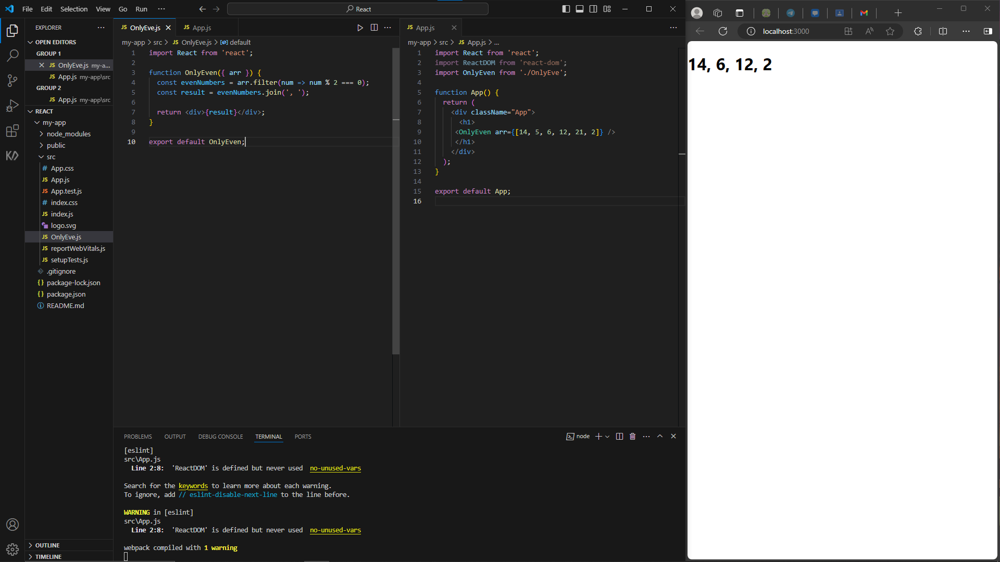 File Edit Selection View Go Run ···
React
EXPLORER
OPEN EDITORS
GROUP 1
JS OnlyEve.js my-a...
JS App.js my-app\src
GROUP 2
JS App.js my-app\src
REACT
my-app
node_modules
public
src
# App.css
JS App.js
JS App.test.js
# index.css
JS index.js
logo.svg
JS OnlyEve.js
JS reportWebVitals.js
JS setupTests.js
.gitignore
{} package-lock.json
{} package.json
README.md
OUTLINE
TIMELINE
JS OnlyEve.js
JS App.js
my-app > src > JS OnlyEve.js > default
1 import React from 'react';
2
3 function OnlyEven({ arr }) {
4 const evenNumbers = arr.filter(num => num % 2 === 0);
5 const result = evenNumbers.join(', ');
6
7 return <div>{result}</div>;
8 }
9
10 export default OnlyEven;
JS App.js
my-app > src > JS App.js > ...
1 import React from 'react';
2 import ReactDOM from 'react-dom';
3 import OnlyEven from './OnlyEve';
4
5 function App() {
6 return (
7 <div className="App">
8 <h1>
9 <OnlyEven arr={[14, 5, 6, 12, 21, 2]} />
10 </h1>
11 </div>
12 );
13 }
14
15 export default App;
16
PROBLEMS OUTPUT DEBUG CONSOLE TERMINAL PORTS
node
[eslint]
src\App.js
Line 2:8: 'ReactDOM' is defined but never used no-unused-vars
Search for the keywords to learn more about each warning.
To ignore, add // eslint-disable-next-line to the line before.
WARNING in [eslint]
src\App.js
Line 2:8: 'ReactDOM' is defined but never used no-unused-vars
webpack compiled with 1 warning
localhost:3000
14, 6, 12, 2